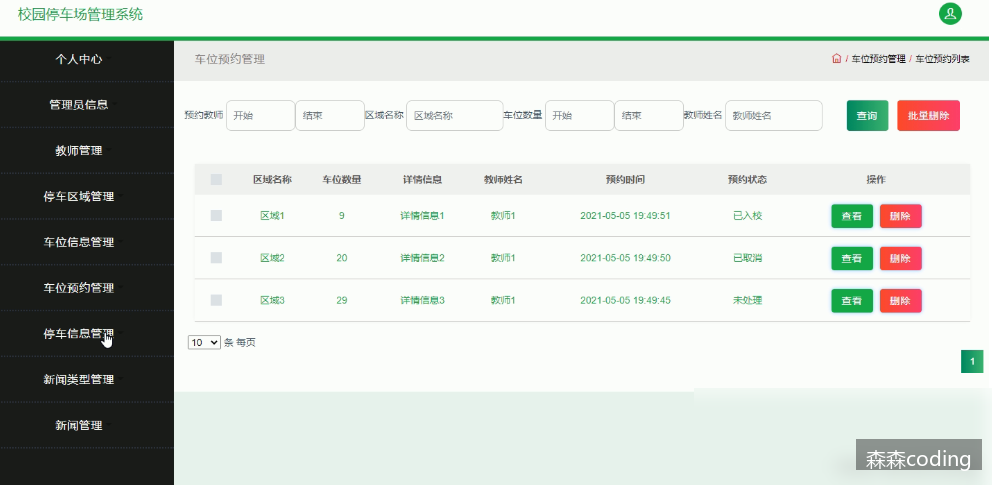 校园停车场管理系统
个人中心
管理员信息
教师管理
停车区域管理
车位信息管理
车位预约管理
停车信息管理
新闻类型管理
新闻管理
车位预约管理
/ 车位预约管理 / 车位预约列表
预约教师 开始 结束 区域名称 区域名称 车位数量 开始 结束 教师姓名 教师姓名 查询 批量删除
区域名称 车位数量 详情信息 教师姓名 预约时间 预约状态 操作
区域1 9 详情信息1 教师1 2021-05-05 19:49:51 已入校 查看 删除
区域2 20 详情信息2 教师1 2021-05-05 19:49:50 已取消 查看 删除
区域3 29 详情信息3 教师1 2021-05-05 19:49:45 未处理 查看 删除
10 条 每页
1
森森coding